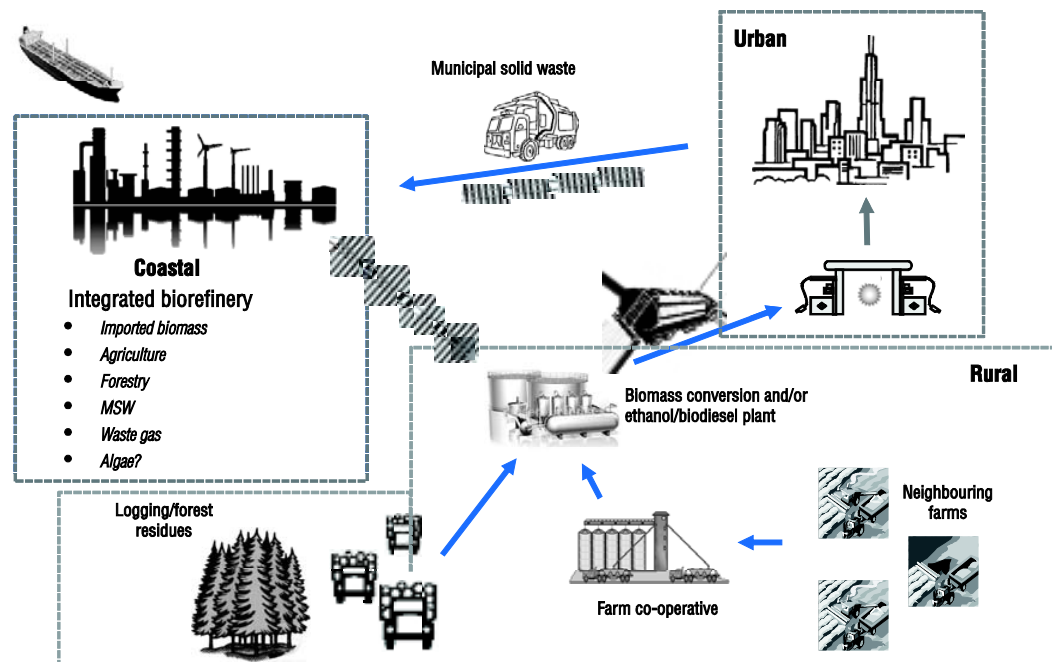 Urban
Municipal solid waste
Coastal
Integrated biorefinery
• Imported biomass
• Agriculture
• Forestry
• MSW
• Waste gas
• Algae?
Rural
Biomass conversion and/or
ethanol/biodiesel plant
Logging/forest
residues
Neighbouring
farms
Farm co-operative